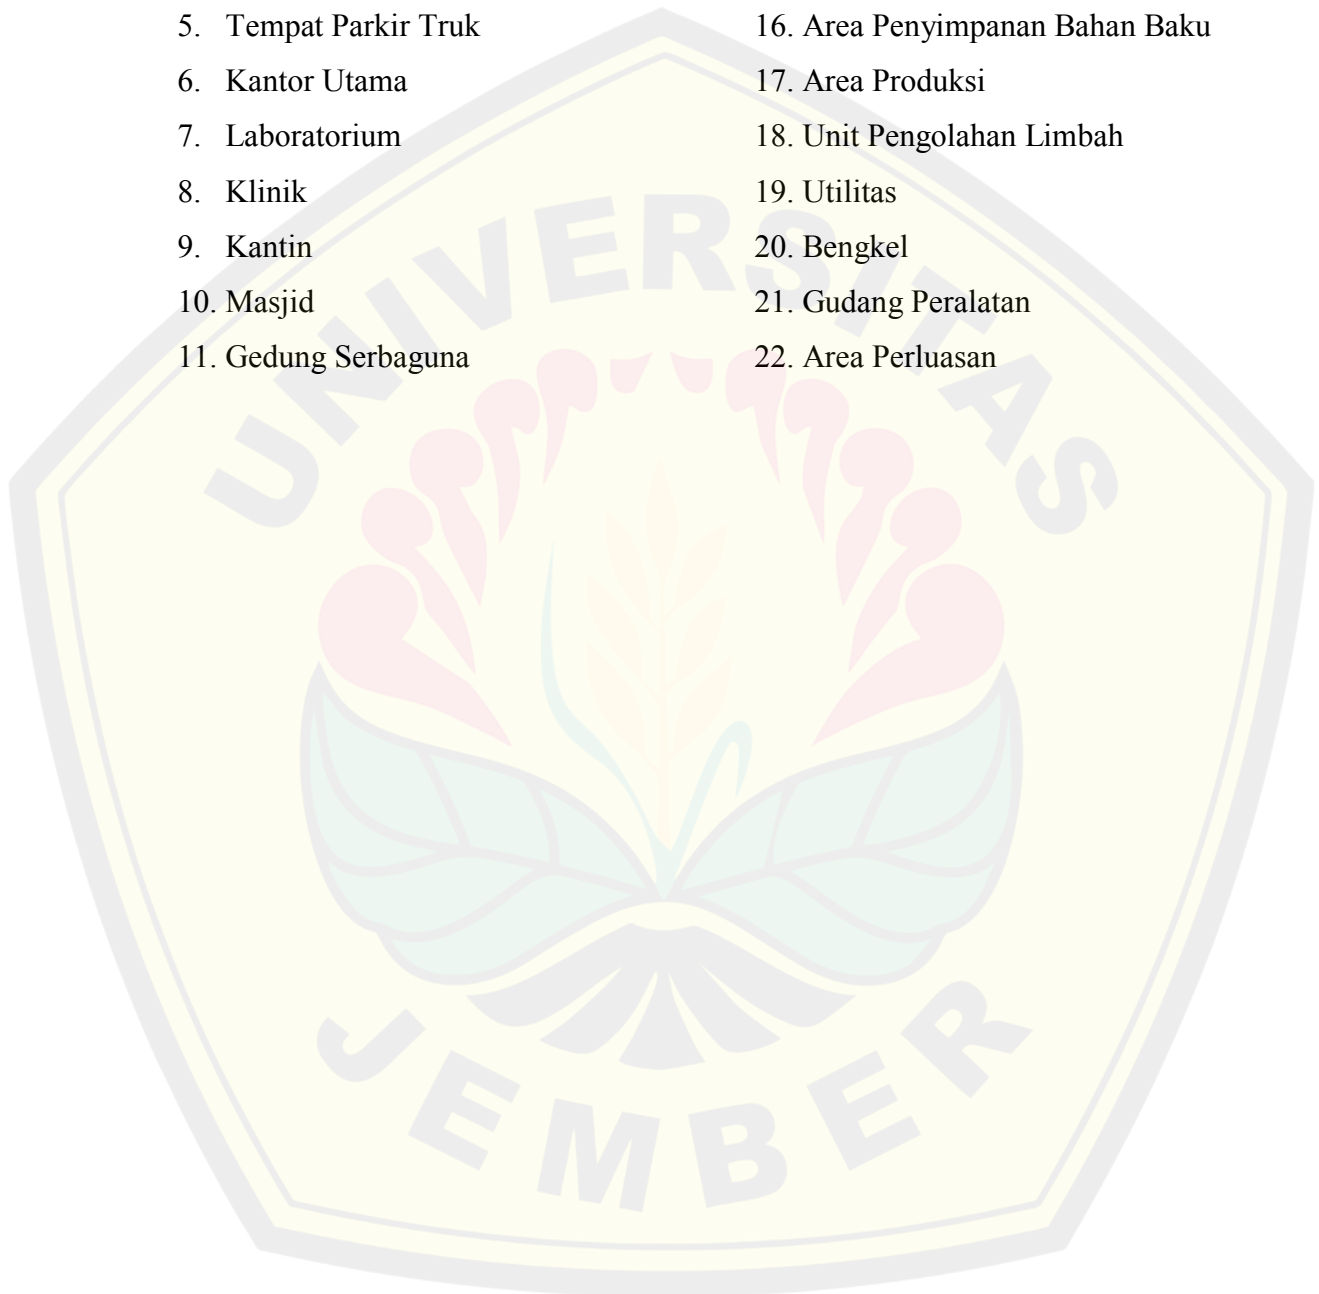 5. Tempat Parkir Truk
6. Kantor Utama
7. Laboratorium
8. Klinik
9. Kantin
10. Masjid
11. Gedung Serbaguna
16. Area Penyimpanan Bahan Baku
17. Area Produksi
18. Unit Pengolahan Limbah
19. Utilitas
20. Bengkel
21. Gudang Peralatan
22. Area Perluasan
UNIVERSITAS
JEMBER